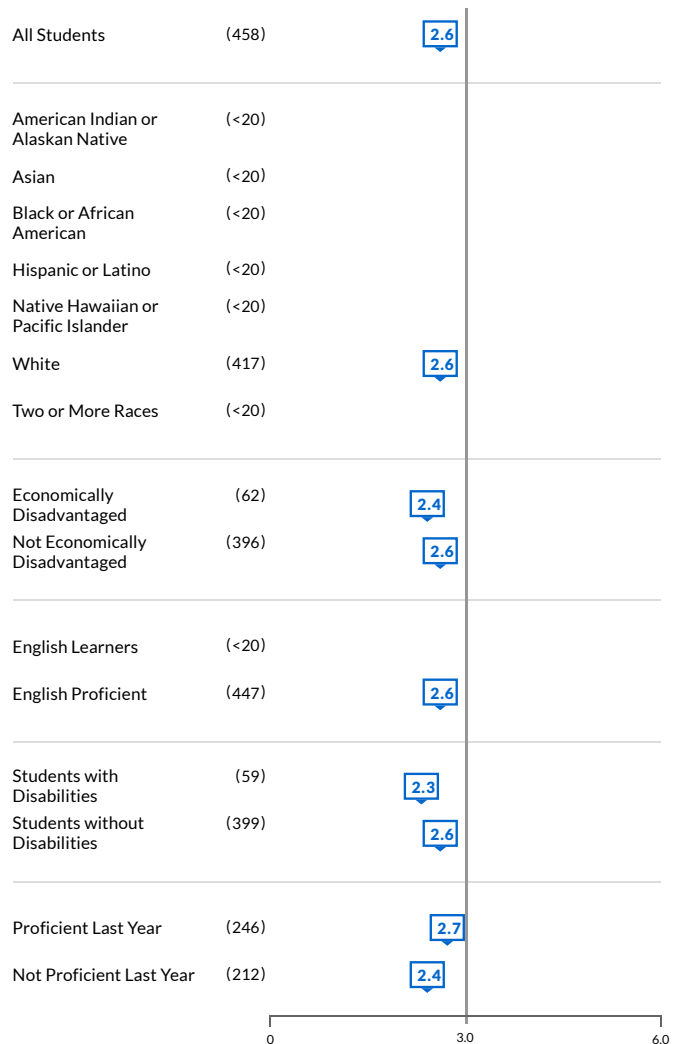 All Students (458) 2.6
American Indian or (<20)
Alaskan Native
Asian (<20)
Black or African (<20)
American
Hispanic or Latino (<20)
Native Hawaiian or (<20)
Pacific Islander
White (417) 2.6
Two or More Races (<20)
Economically (62) 2.4
Disadvantaged
Not Economically (396) 2.6
Disadvantaged
English Learners (<20)
English Proficient (447) 2.6
Students with (59) 2.3
Disabilities
Students without (399) 2.6
Disabilities
Proficient Last Year (246) 2.7
Not Proficient Last Year (212) 2.4
0 3.0 6.0